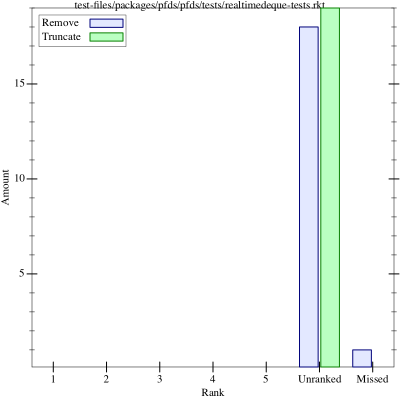 test-files/packages/pfds/pfds/tests/realtimedeque-tests.rkt
Remove
Truncate
15
10
5
Amount
1 2 3 4 5 Unranked Missed
Rank